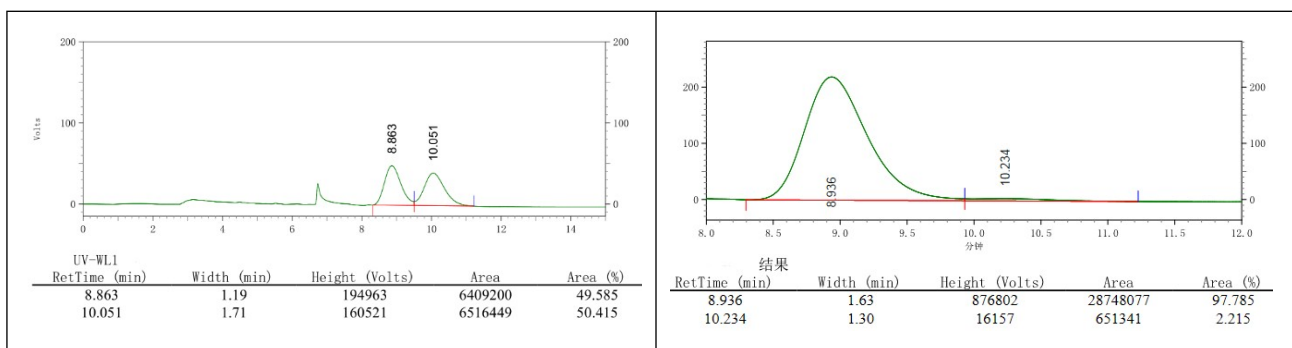 200
200
100
100
0
0
Volts
8.863
10.051
0 2 4 6 8 10 12 14
UV-WL1
RetTime (min) Width (min) Height (Volts) Area Area (%)
8.863 1.19 194963 6409200 49.585
10.051 1.71 160521 6516449 50.415
200
200
100
100
0
0
8.936
10.234
8.0 8.5 9.0 9.5 10.0 10.5 11.0 11.5 12.0
分钟
结果
RetTime (min) Width (min) Height (Volts) Area Area (%)
8.936 1.63 876802 28748077 97.785
10.234 1.30 16157 651341 2.215